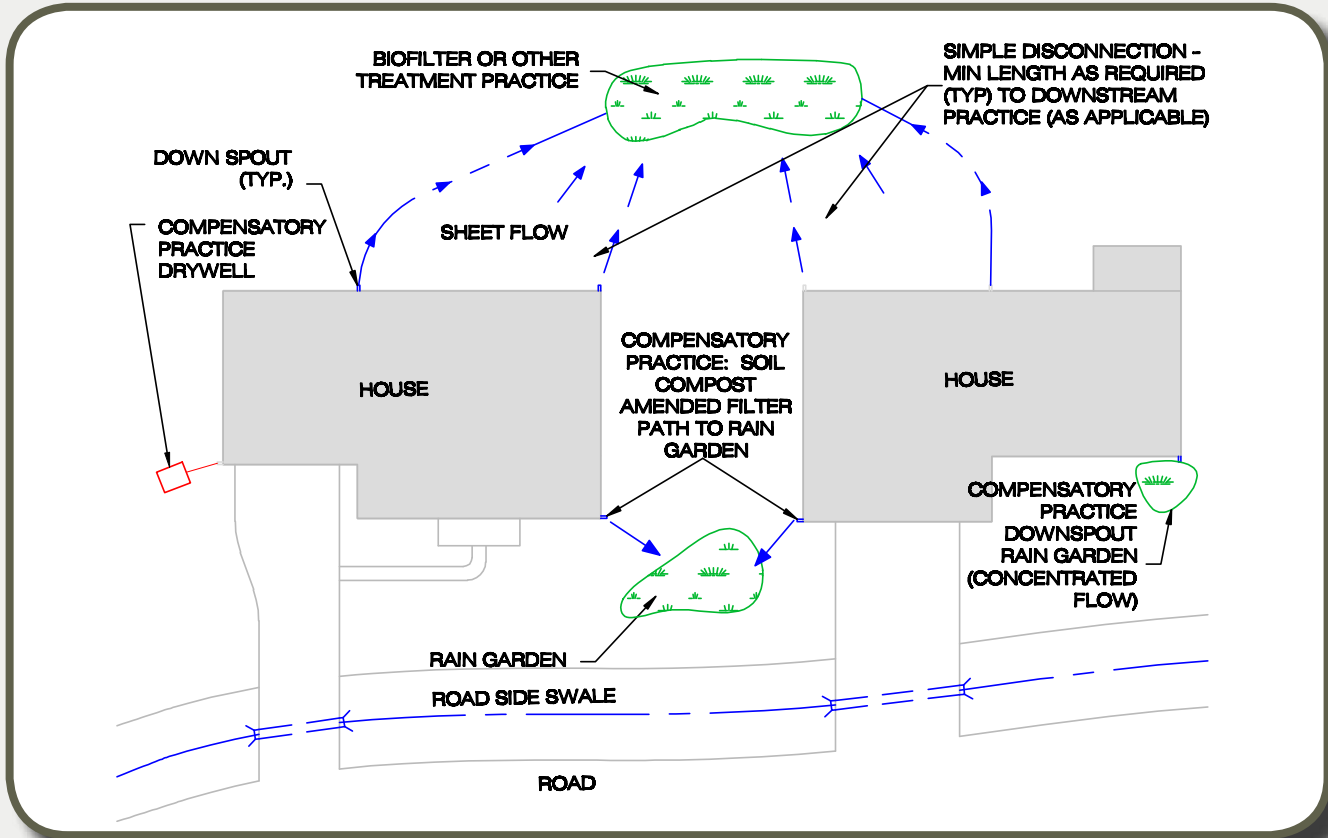 BIOFILTER OR OTHER
TREATMENT PRACTICE
SIMPLE DISCONNECTION -
MIN LENGTH AS REQUIRED
(TYP) TO DOWNSTREAM
PRACTICE (AS APPLICABLE)
DOWN SPOUT
(TYP.)
COMPENSATORY
PRACTICE
DRYWELL
SHEET FLOW
HOUSE
COMPENSATORY
PRACTICE: SOIL
COMPOST
AMENDED FILTER
PATH TO RAIN
GARDEN
HOUSE
COMPENSATORY
PRACTICE
DOWNSPOUT
RAIN GARDEN
(CONCENTRATED
FLOW)
RAIN GARDEN
ROAD SIDE SWALE
ROAD